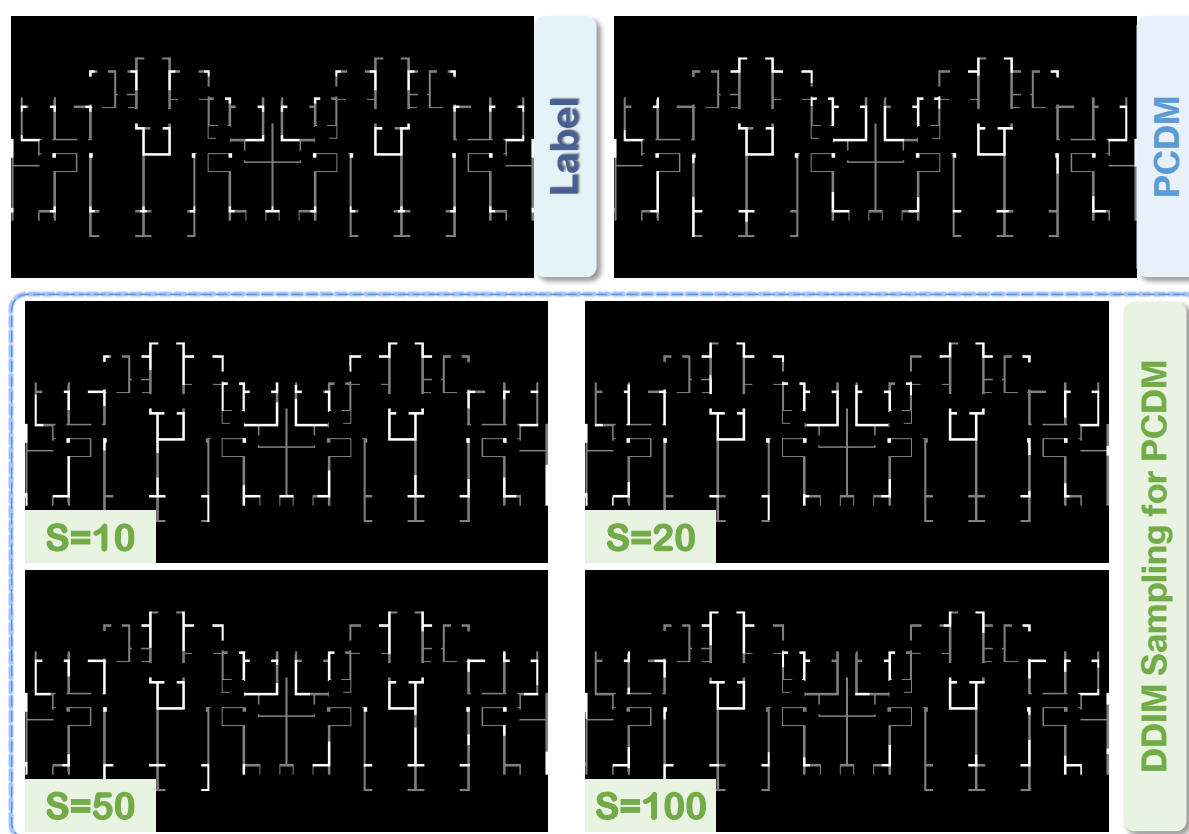 Label
PCDM
S=10
S=20
S=50
S=100
DDIM Sampling for PCDM